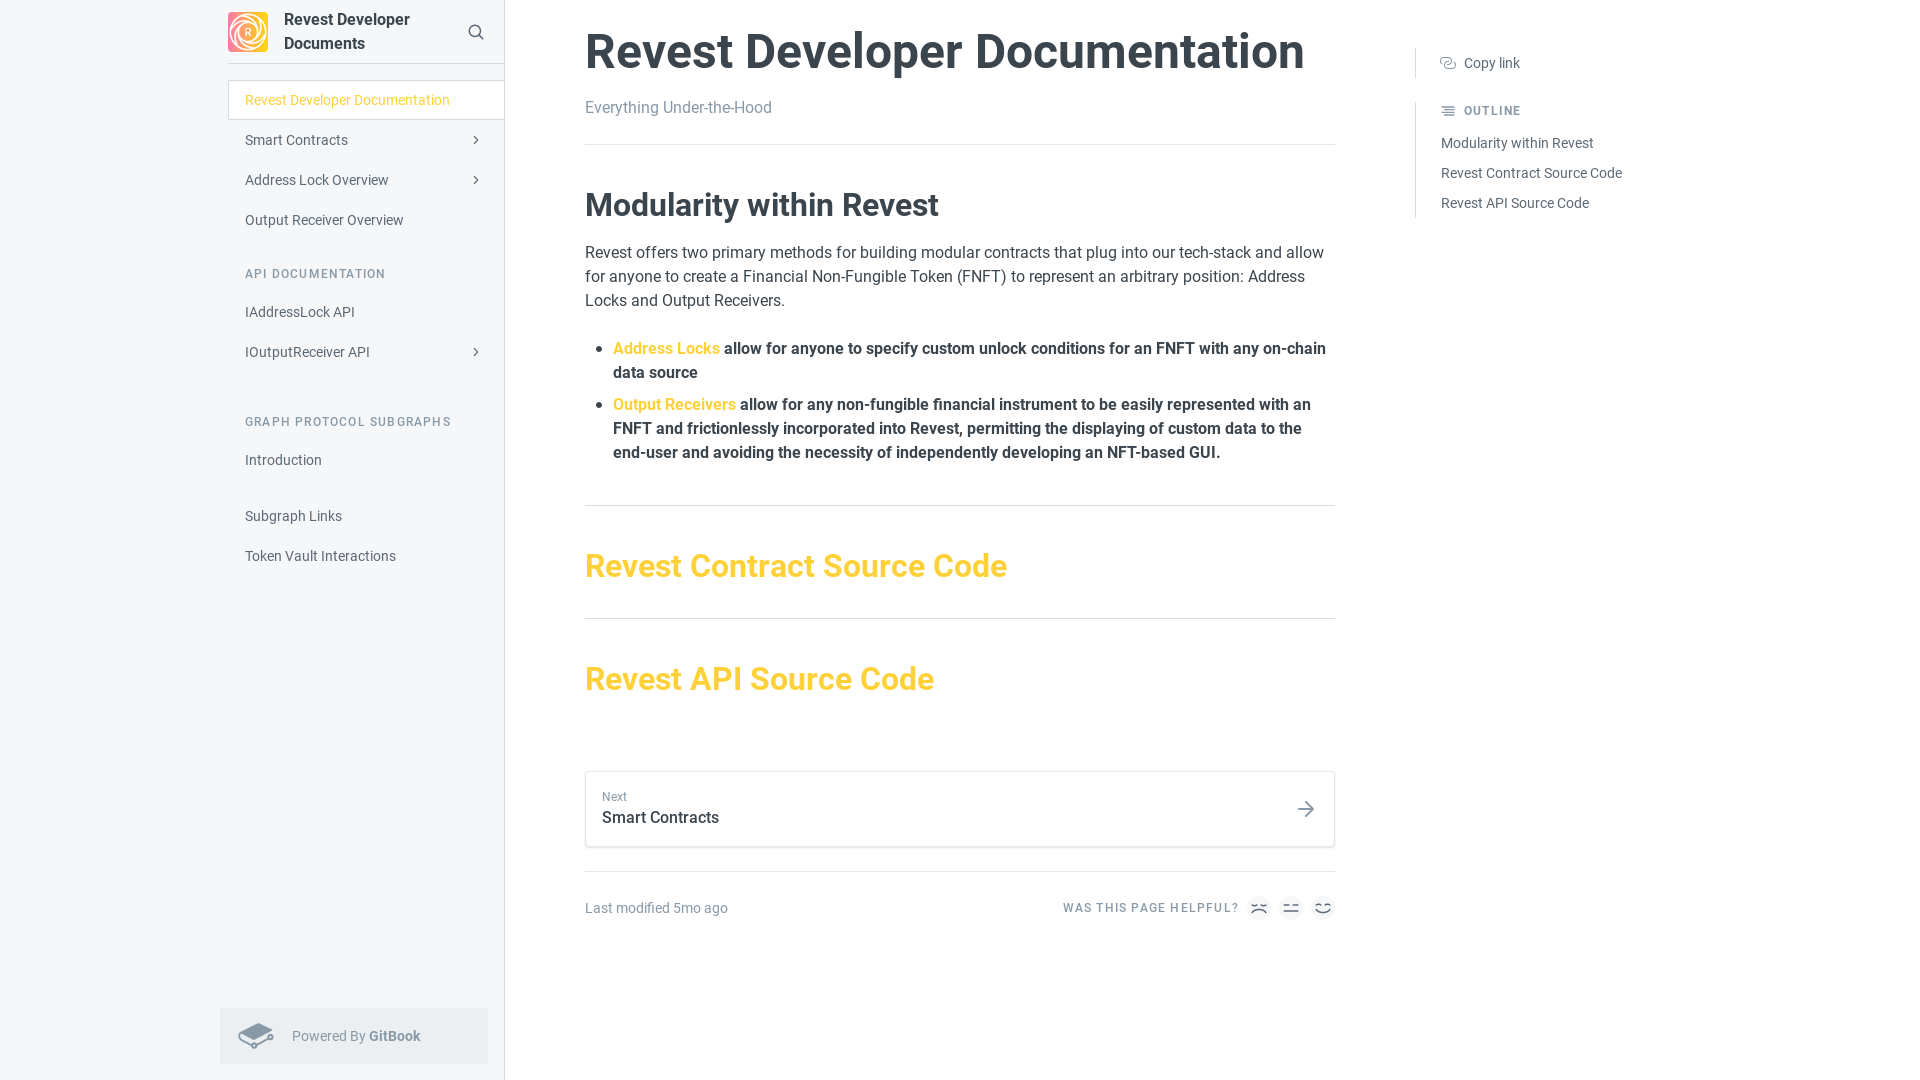 Revest Developer
Documents
Revest Developer Documentation
Smart Contracts
Address Lock Overview
Output Receiver Overview
API DOCUMENTATION
IAddressLock API
IOutputReceiver API
GRAPH PROTOCOL SUBGRAPHS
Introduction
Subgraph Links
Token Vault Interactions
Powered By GitBook
Revest Developer Documentation
Everything Under-the-Hood
Modularity within Revest
Revest offers two primary methods for building modular contracts that plug into our tech-stack and allow
for anyone to create a Financial Non-Fungible Token (FNFT) to represent an arbitrary position: Address
Locks and Output Receivers.
Address Locks allow for anyone to specify custom unlock conditions for an FNFT with any on-chain
data source
Output Receivers allow for any non-fungible financial instrument to be easily represented with an
FNFT and frictionlessly incorporated into Revest, permitting the displaying of custom data to the
end-user and avoiding the necessity of independently developing an NFT-based GUI.
Revest Contract Source Code
Revest API Source Code
Next
Smart Contracts
Last modified 5mo ago
WAS THIS PAGE HELPFUL?
Copy link
OUTLINE
Modularity within Revest
Revest Contract Source Code
Revest API Source Code